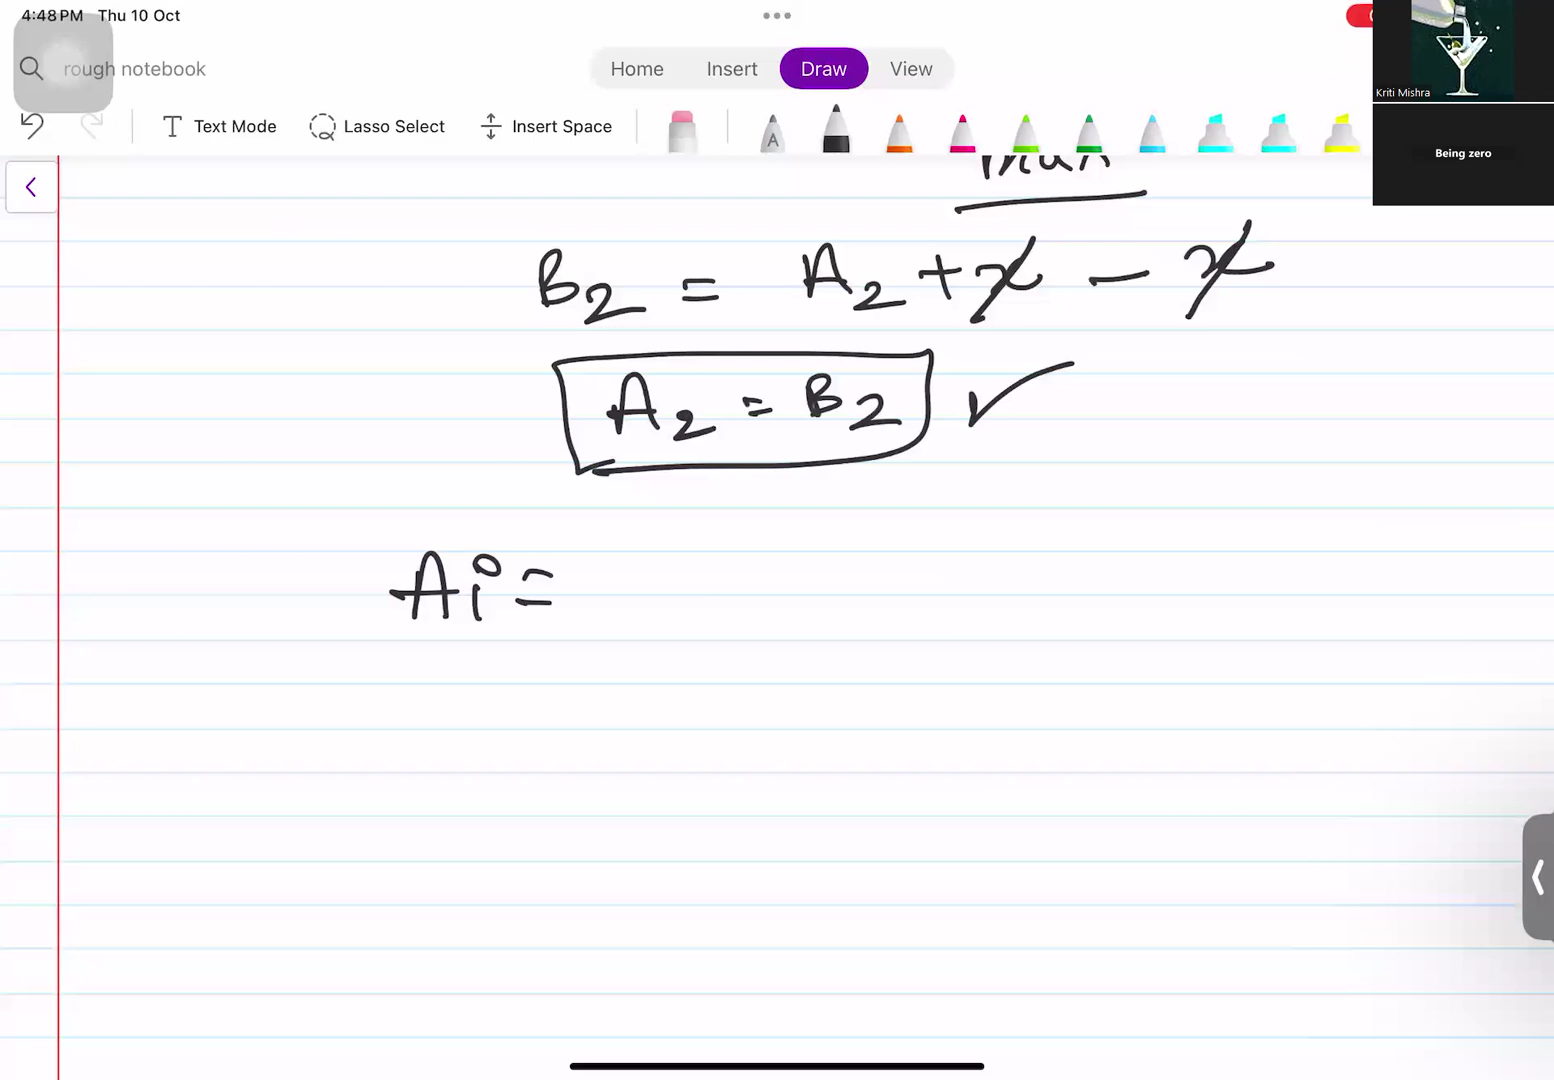 4:48 PM Thu 10 Oct
rough notebook
Home Insert Draw View
Text Mode Lasso Select Insert Space
A
Kriti Mishra
Being zero
B₂ = A₂ + x - x
A₂ = B₂ ✓
Ai =